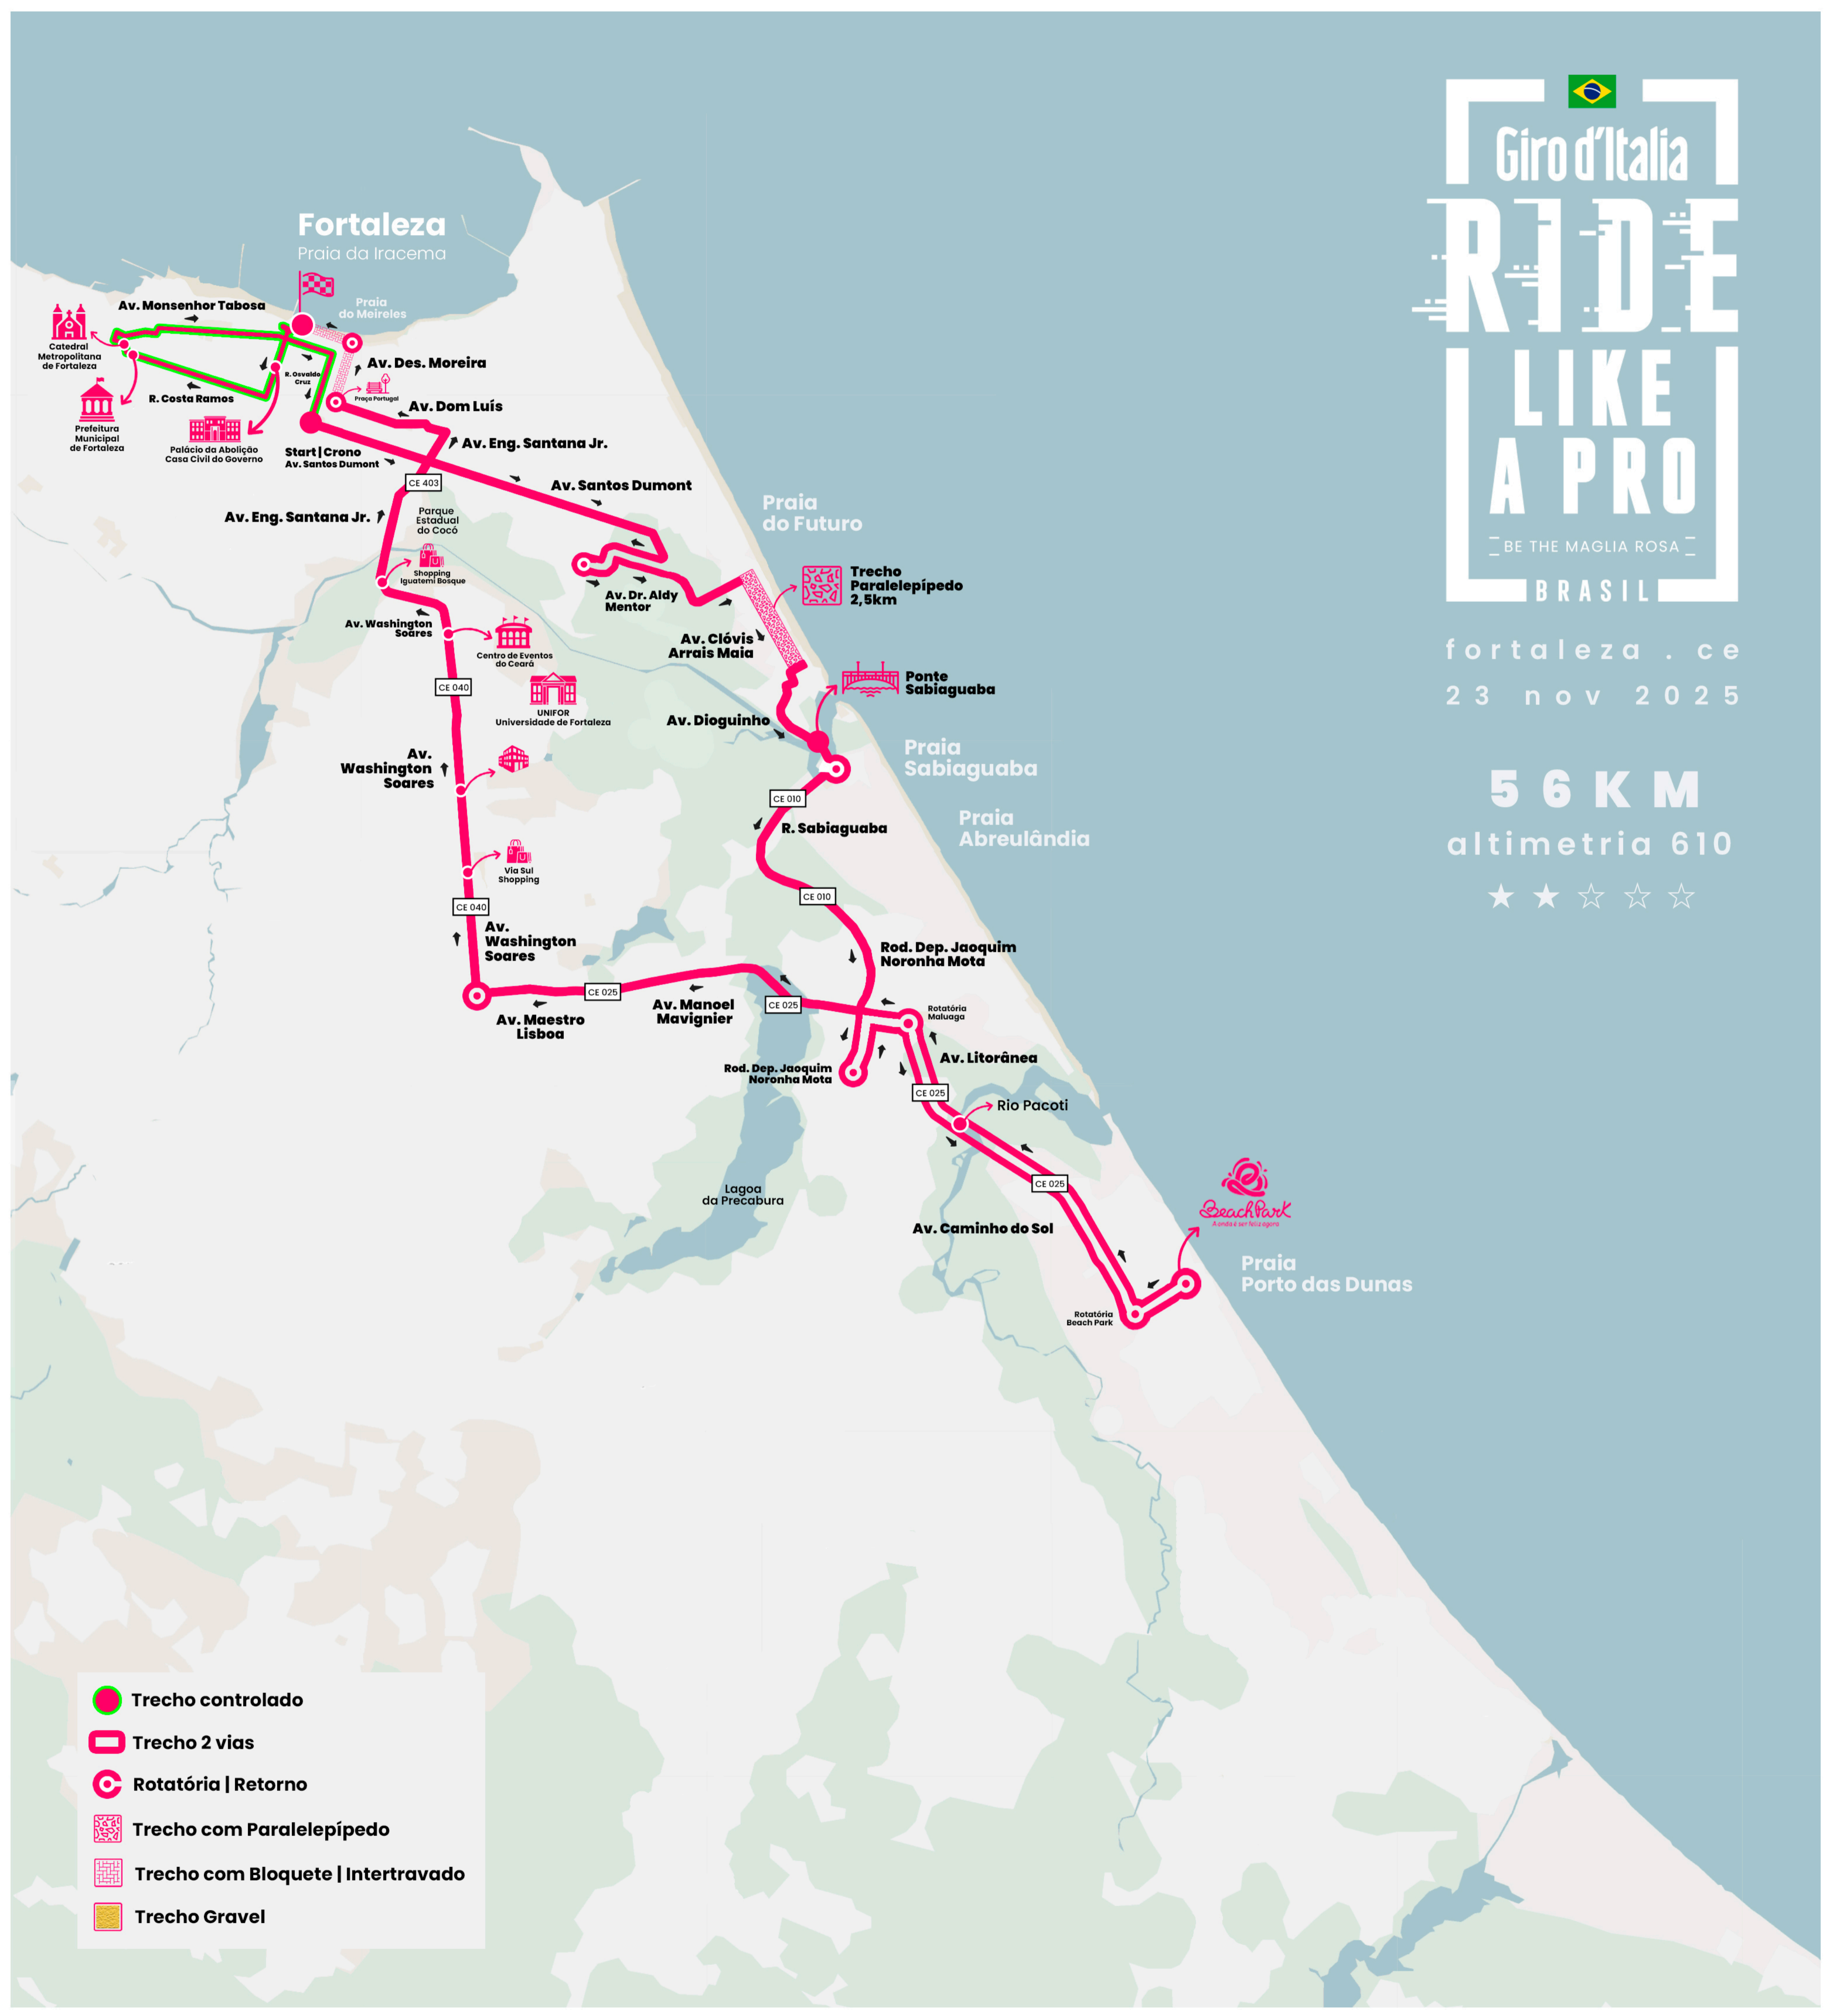 Giro d'Italia
RIDE
LIKE
A PRO
BE THE MAGLIA ROSA
BRASIL
fortaleza . ce
23 nov 2025
56KM
altimetria 610
Fortaleza
Praia da Iracema
Praia
do Meireles
Av. Monsenhor Tabosa
Catedral
Metropolitana
de Fortaleza
Prefeitura
Municipal
de Fortaleza
R. Costa Ramos
Palácio da Abolição
Casa Civil do Governo
R. Osvaldo
Cruz
Av. Des. Moreira
Praça Portugal
Av. Dom Luís
Start | Crono
Av. Santos Dumont
Av. Eng. Santana Jr.
CE 403
Av. Santos Dumont
Av. Eng. Santana Jr.
Parque
Estadual
do Cocó
Shopping
Iguatemi Bosque
Praia
do Futuro
Trecho
Paralelepípedo
2,5km
Av. Dr. Aldy
Mentor
Av. Clóvis
Arrais Maia
Av. Washington
Soares
Centro de Eventos
do Ceará
CE 040
UNIFOR
Universidade de Fortaleza
Ponte
Sabiaguaba
Av. Dioguinho
Praia
Sabiaguaba
Av.
Washington
Soares
CE 010
R. Sabiaguaba
Praia
Abreulândia
Via Sul
Shopping
CE 040
CE 010
Av.
Washington
Soares
Rod. Dep. Jaoquim
Noronha Mota
CE 025
Av. Maestro
Lisboa
Av. Manoel
Mavignier
CE 025
Rotatória
Maluaga
Rod. Dep. Jaoquim
Noronha Mota
Av. Litorânea
CE 025
Rio Pacoti
CE 025
Lagoa
da Precabura
Av. Caminho do Sol
Beach Park
A onda é ser feliz agora
Praia
Porto das Dunas
Rotatória
Beach Park
Trecho controlado
Trecho 2 vias
Rotatória | Retorno
Trecho com Paralelepípedo
Trecho com Bloquete | Intertravado
Trecho Gravel